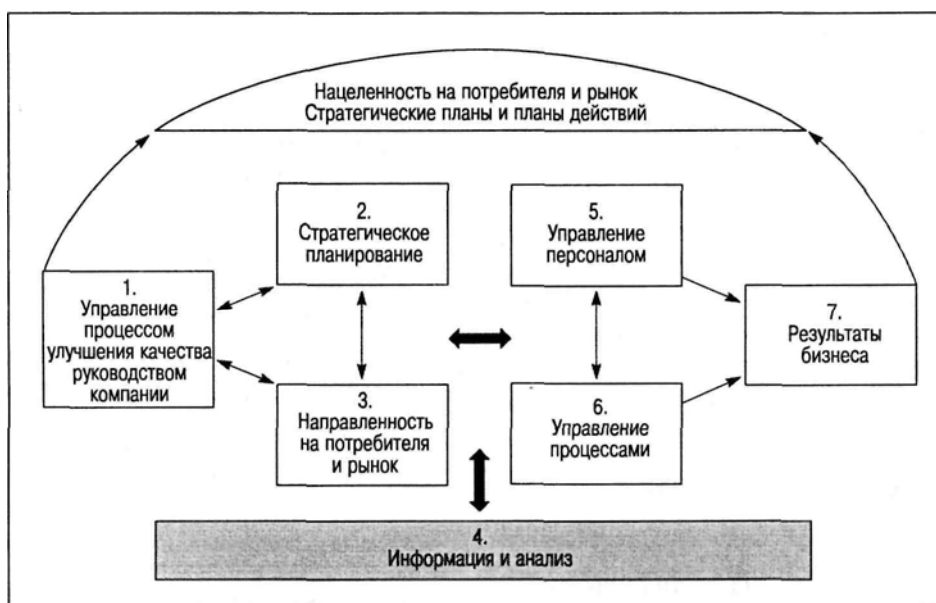 Нацеленность на потребителя и рынок
Стратегические планы и планы действий
1.
Управление
процессом
улучшения качества
руководством
компании
2.
Стратегическое
планирование
3.
Направленность
на потребителя
и рынок
5.
Управление
персоналом
6.
Управление
процессами
7.
Результаты
бизнеса
4.
Информация и анализ